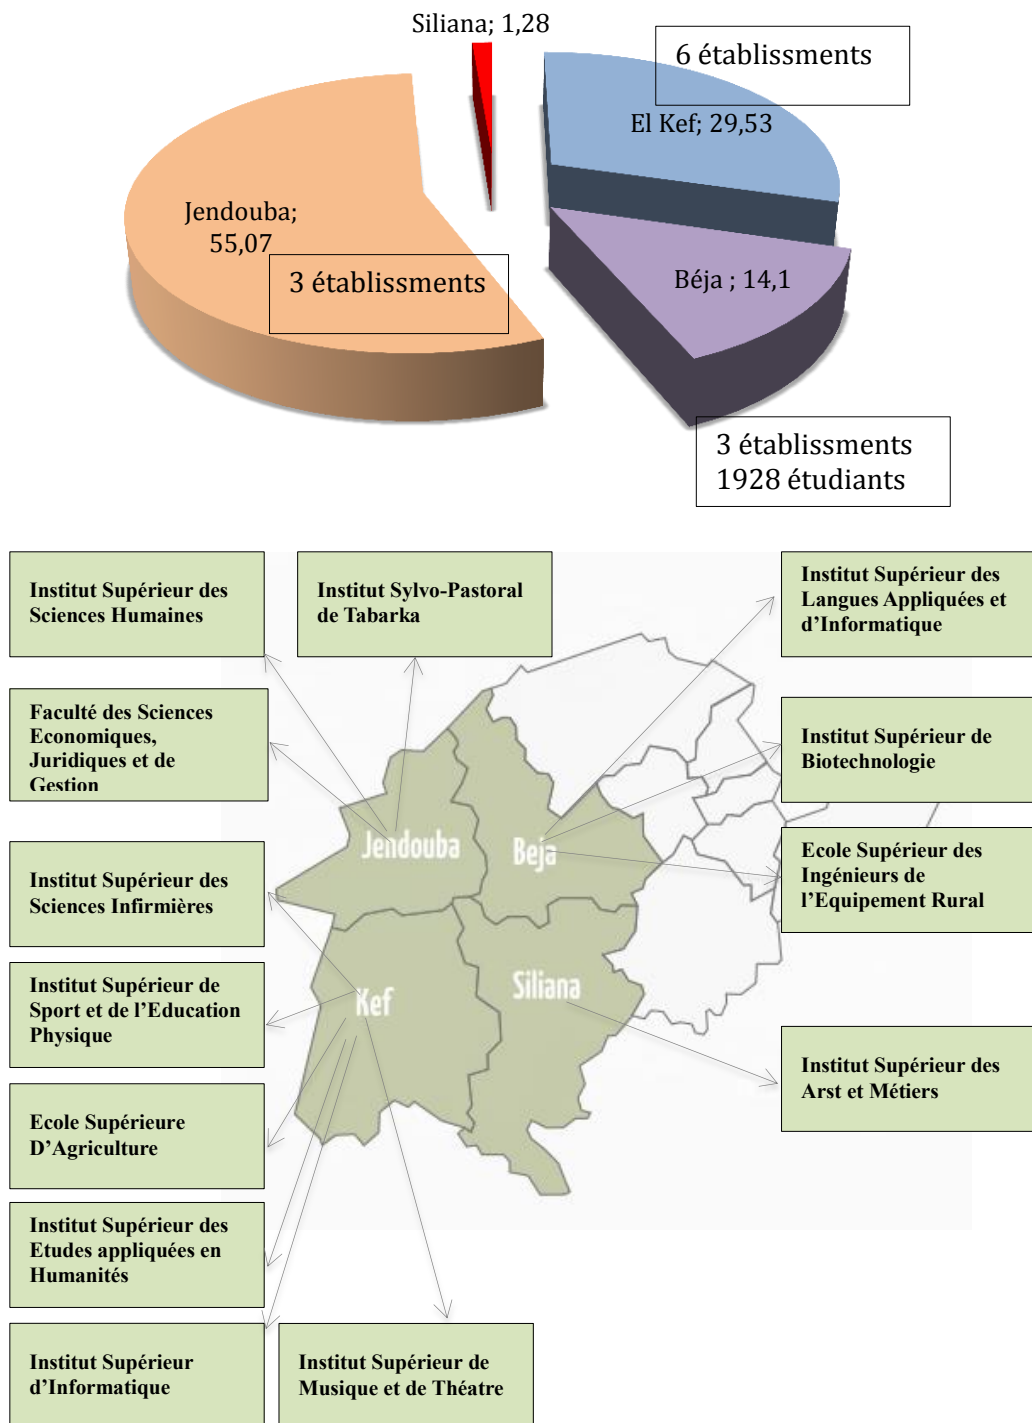 Siliana; 1,28
6 établissments
El Kef; 29,53
Jendouba;
55,07
3 établissments
Béja ; 14,1
3 établissments
1928 étudiants
Institut Supérieur des
Sciences Humaines
Institut Sylvo-Pastoral
de Tabarka
Institut Supérieur des
Langues Appliquées et
d’Informatique
Faculté des Sciences
Economiques,
Juridiques et de
Gestion
Institut Supérieur de
Biotechnologie
Jendouba
Beja
Institut Supérieur des
Sciences Infirmières
Ecole Supérieur des
Ingénieurs de
l’Equipement Rural
Institut Supérieur de
Sport et de l’Education
Physique
Kef
Siliana
Institut Supérieur des
Arst et Métiers
Ecole Supérieure
D’Agriculture
Institut Supérieur des
Etudes appliquées en
Humanités
Institut Supérieur
d’Informatique
Institut Supérieur de
Musique et de Théatre